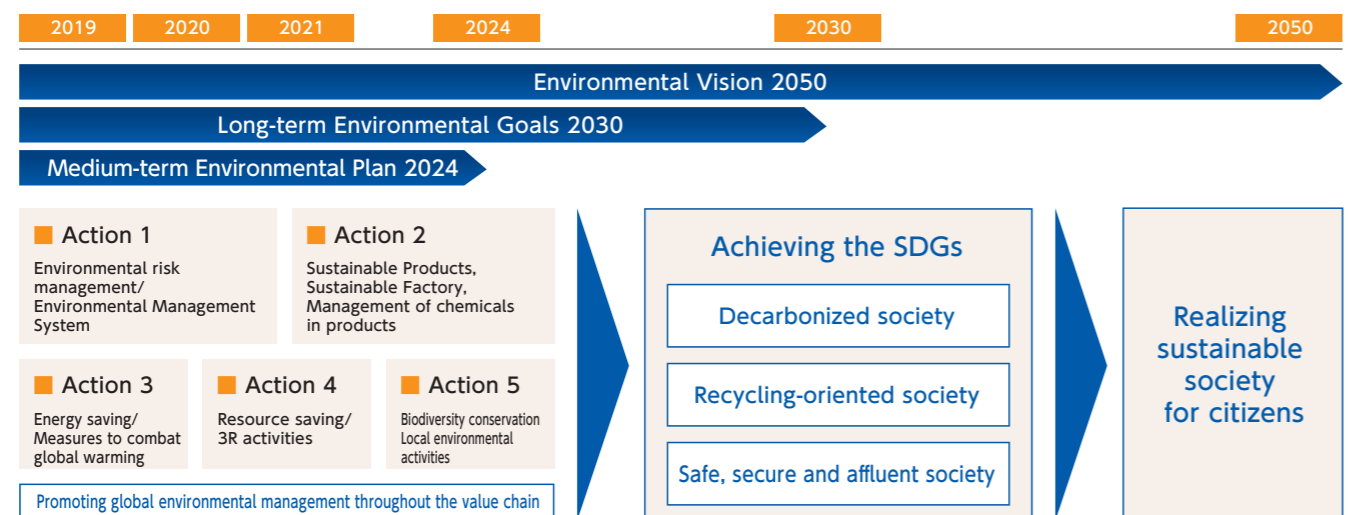 2019 2020 2021 2024 2030 2050
Environmental Vision 2050
Long-term Environmental Goals 2030
Medium-term Environmental Plan 2024
Action 1
Environmental risk
management/
Environmental Management
System
Action 2
Sustainable Products,
Sustainable Factory,
Management of chemicals
in products
Action 3
Energy saving/
Measures to combat
global warming
Action 4
Resource saving/
3R activities
Action 5
Biodiversity conservation
Local environmental
activities
Promoting global environmental management throughout the value chain
Achieving the SDGs
Decarbonized society
Recycling-oriented society
Safe, secure and affluent society
Realizing
sustainable
society
for citizens